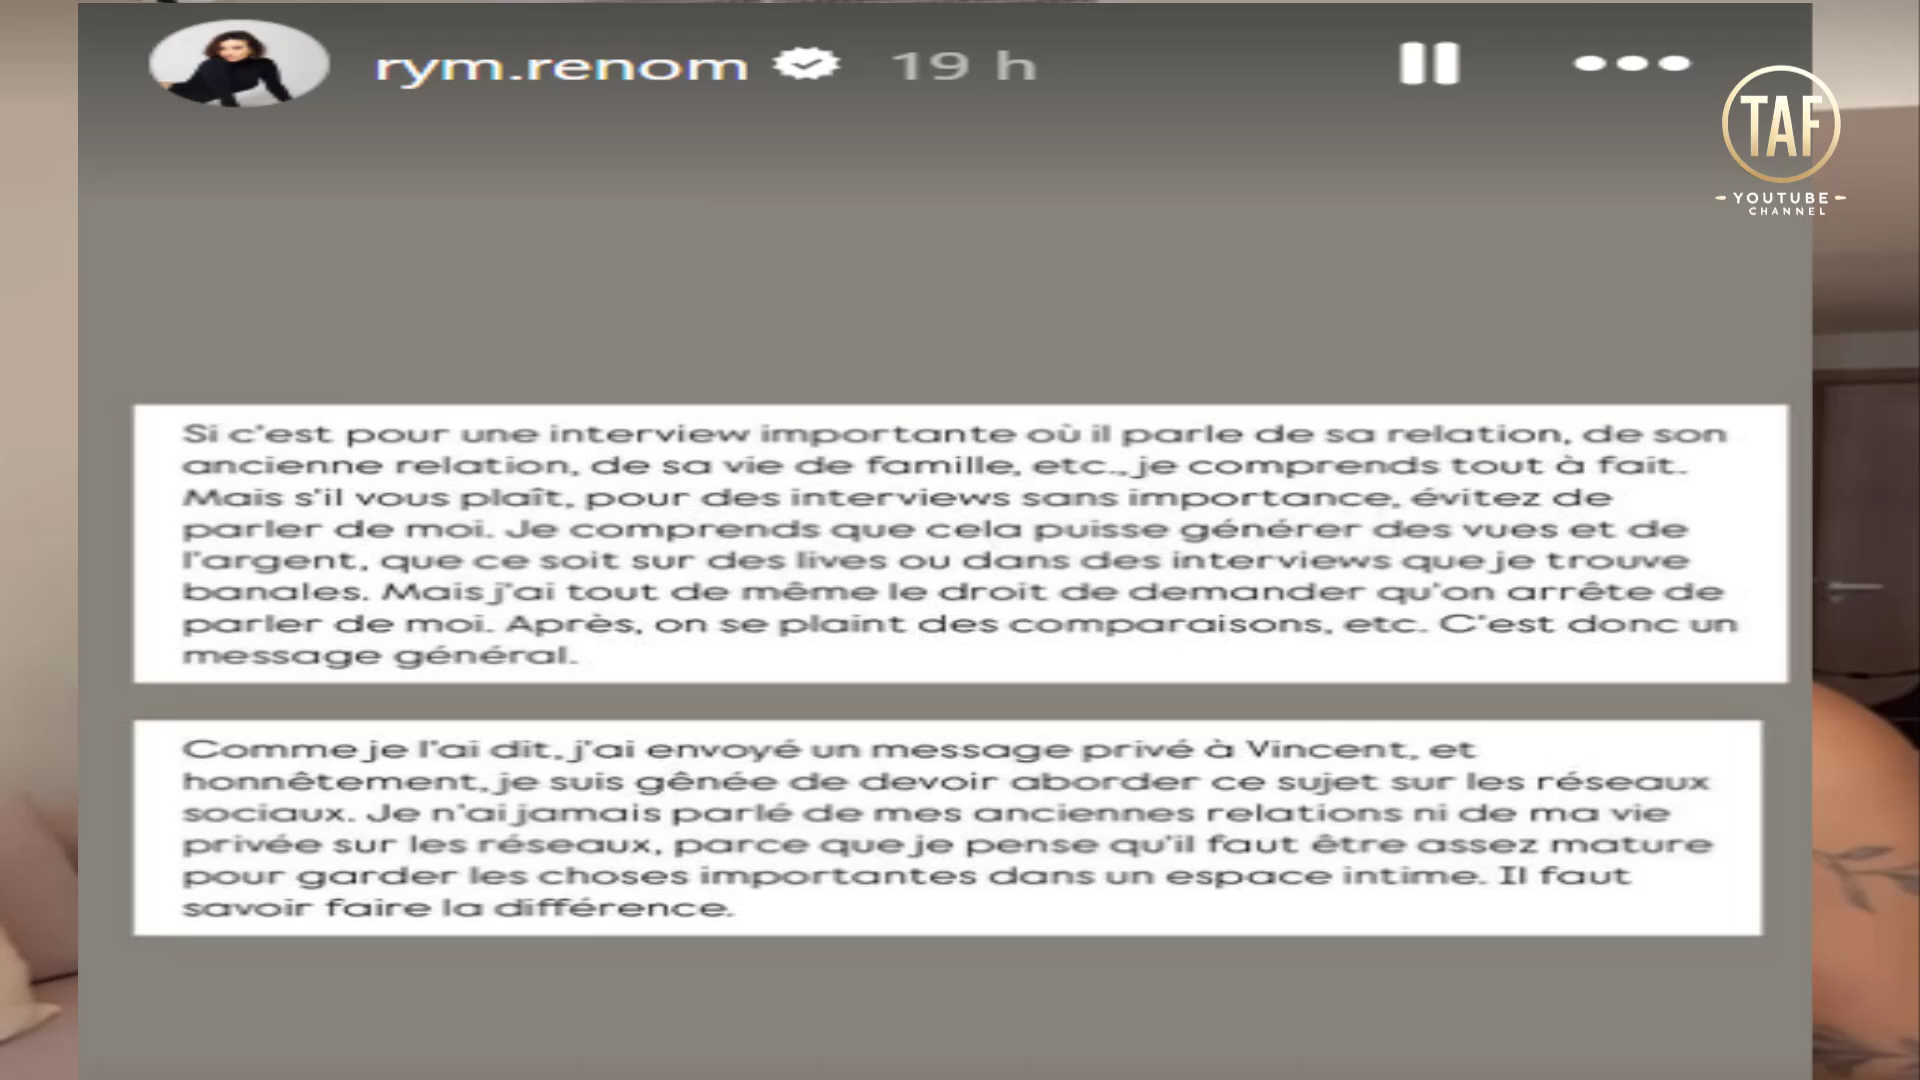 rym.renom 19 h
TAF
YOUTUBE
CHANNEL
Si c'est pour une interview importante où il parle de sa relation, de son
ancienne relation, de sa vie de famille, etc., je comprends tout à fait.
Mais s'il vous plaît, pour des interviews sans importance, évitez de
parler de moi. Je comprends que cela puisse générer des vues et de
l'argent, que ce soit sur des lives ou dans des interviews que je trouve
banales. Mais j'ai tout de même le droit de demander qu'on arrête de
parler de moi. Après, on se plaint des comparaisons, etc. C'est donc un
message général.
Comme je l'ai dit, j'ai envoyé un message privé à Vincent, et
honnêtement, je suis gênée de devoir aborder ce sujet sur les réseaux
sociaux. Je n'ai jamais parlé de mes anciennes relations ni de ma vie
privée sur les réseaux, parce que je pense qu'il faut être assez mature
pour garder les choses importantes dans un espace intime. Il faut
savoir faire la différence.